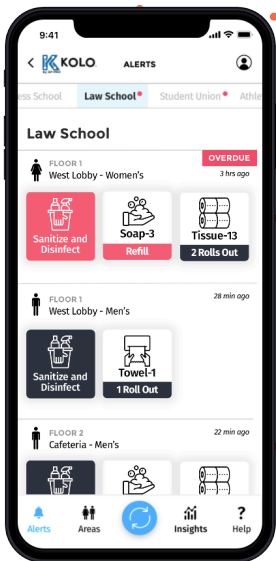 9:41
KOLO
ALERTS
ess School
Law School
Student Union
Athle
Law School
OVERDUE
FLOOR 1
West Lobby - Women's
3 hrs ago
Sanitize and
Disinfect
Soap-3
Refill
Tissue-13
2 Rolls Out
FLOOR 1
West Lobby - Men's
28 min ago
Sanitize and
Disinfect
Towel-1
1 Roll Out
FLOOR 2
Cafeteria - Men's
22 min ago
Alerts
Areas
Insights
Help